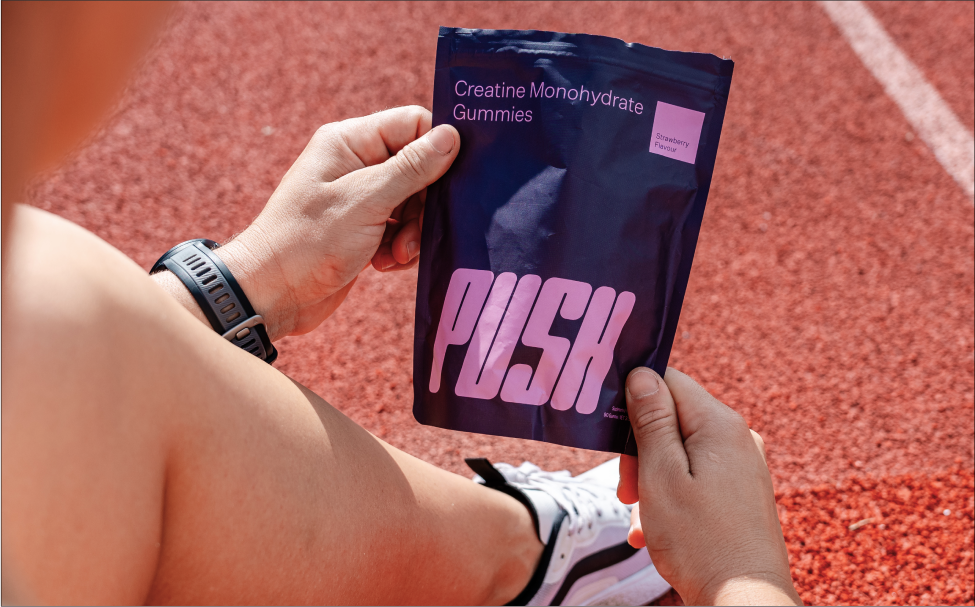 Creatine Monohydrate
Gummies
Strawberry
Flavour
PUSH